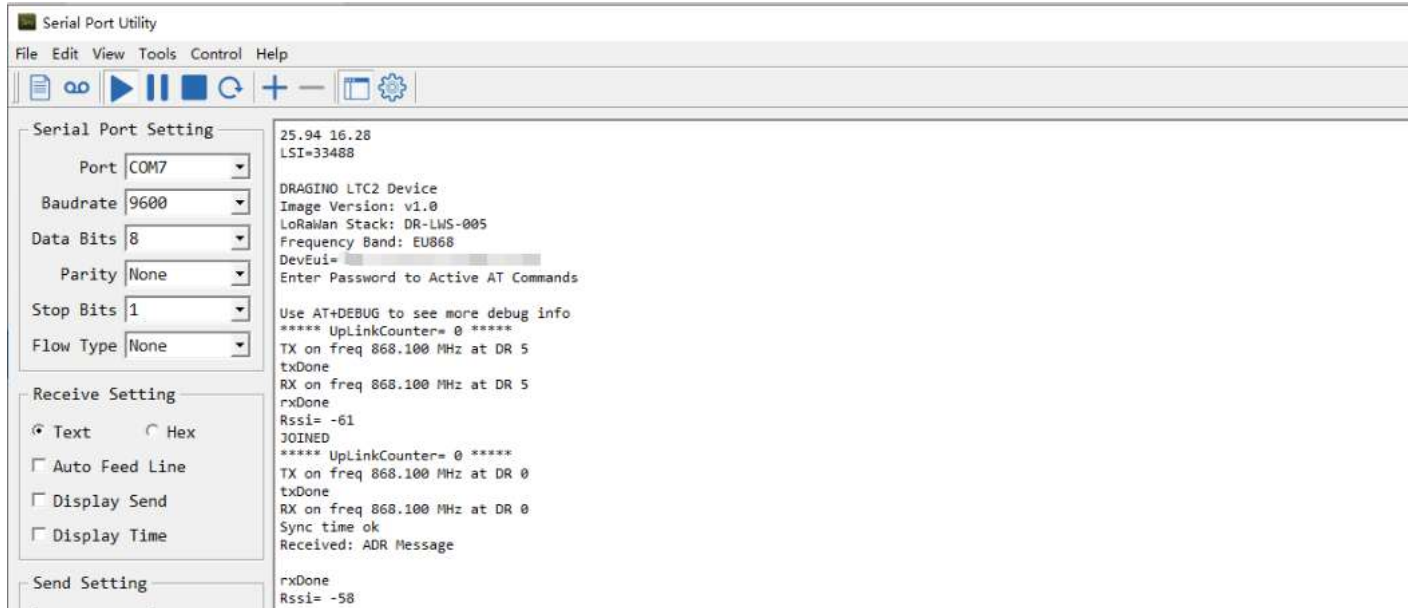 Serial Port Utility
File Edit View Tools Control Help
Serial Port Setting
Port COM7
Baudrate 9600
Data Bits 8
Parity None
Stop Bits 1
Flow Type None
Receive Setting
Text Hex
Auto Feed Line
Display Send
Display Time
Send Setting
25.94 16.28
LSI=33488
DRAGINO LTC2 Device
Image Version: v1.0
LoRaWan Stack: DR-LWS-005
Frequency Band: EU868
DevEui=
Enter Password to Active AT Commands
Use AT+DEBUG to see more debug info
***** UpLinkCounter= 0 *****
TX on freq 868.100 MHz at DR 5
txDone
RX on freq 868.100 MHz at DR 5
rxDone
Rssi= -61
JOINED
***** UpLinkCounter= 0 *****
TX on freq 868.100 MHz at DR 0
txDone
RX on freq 868.100 MHz at DR 0
Sync time ok
Received: ADR Message
rxDone
Rssi= -58